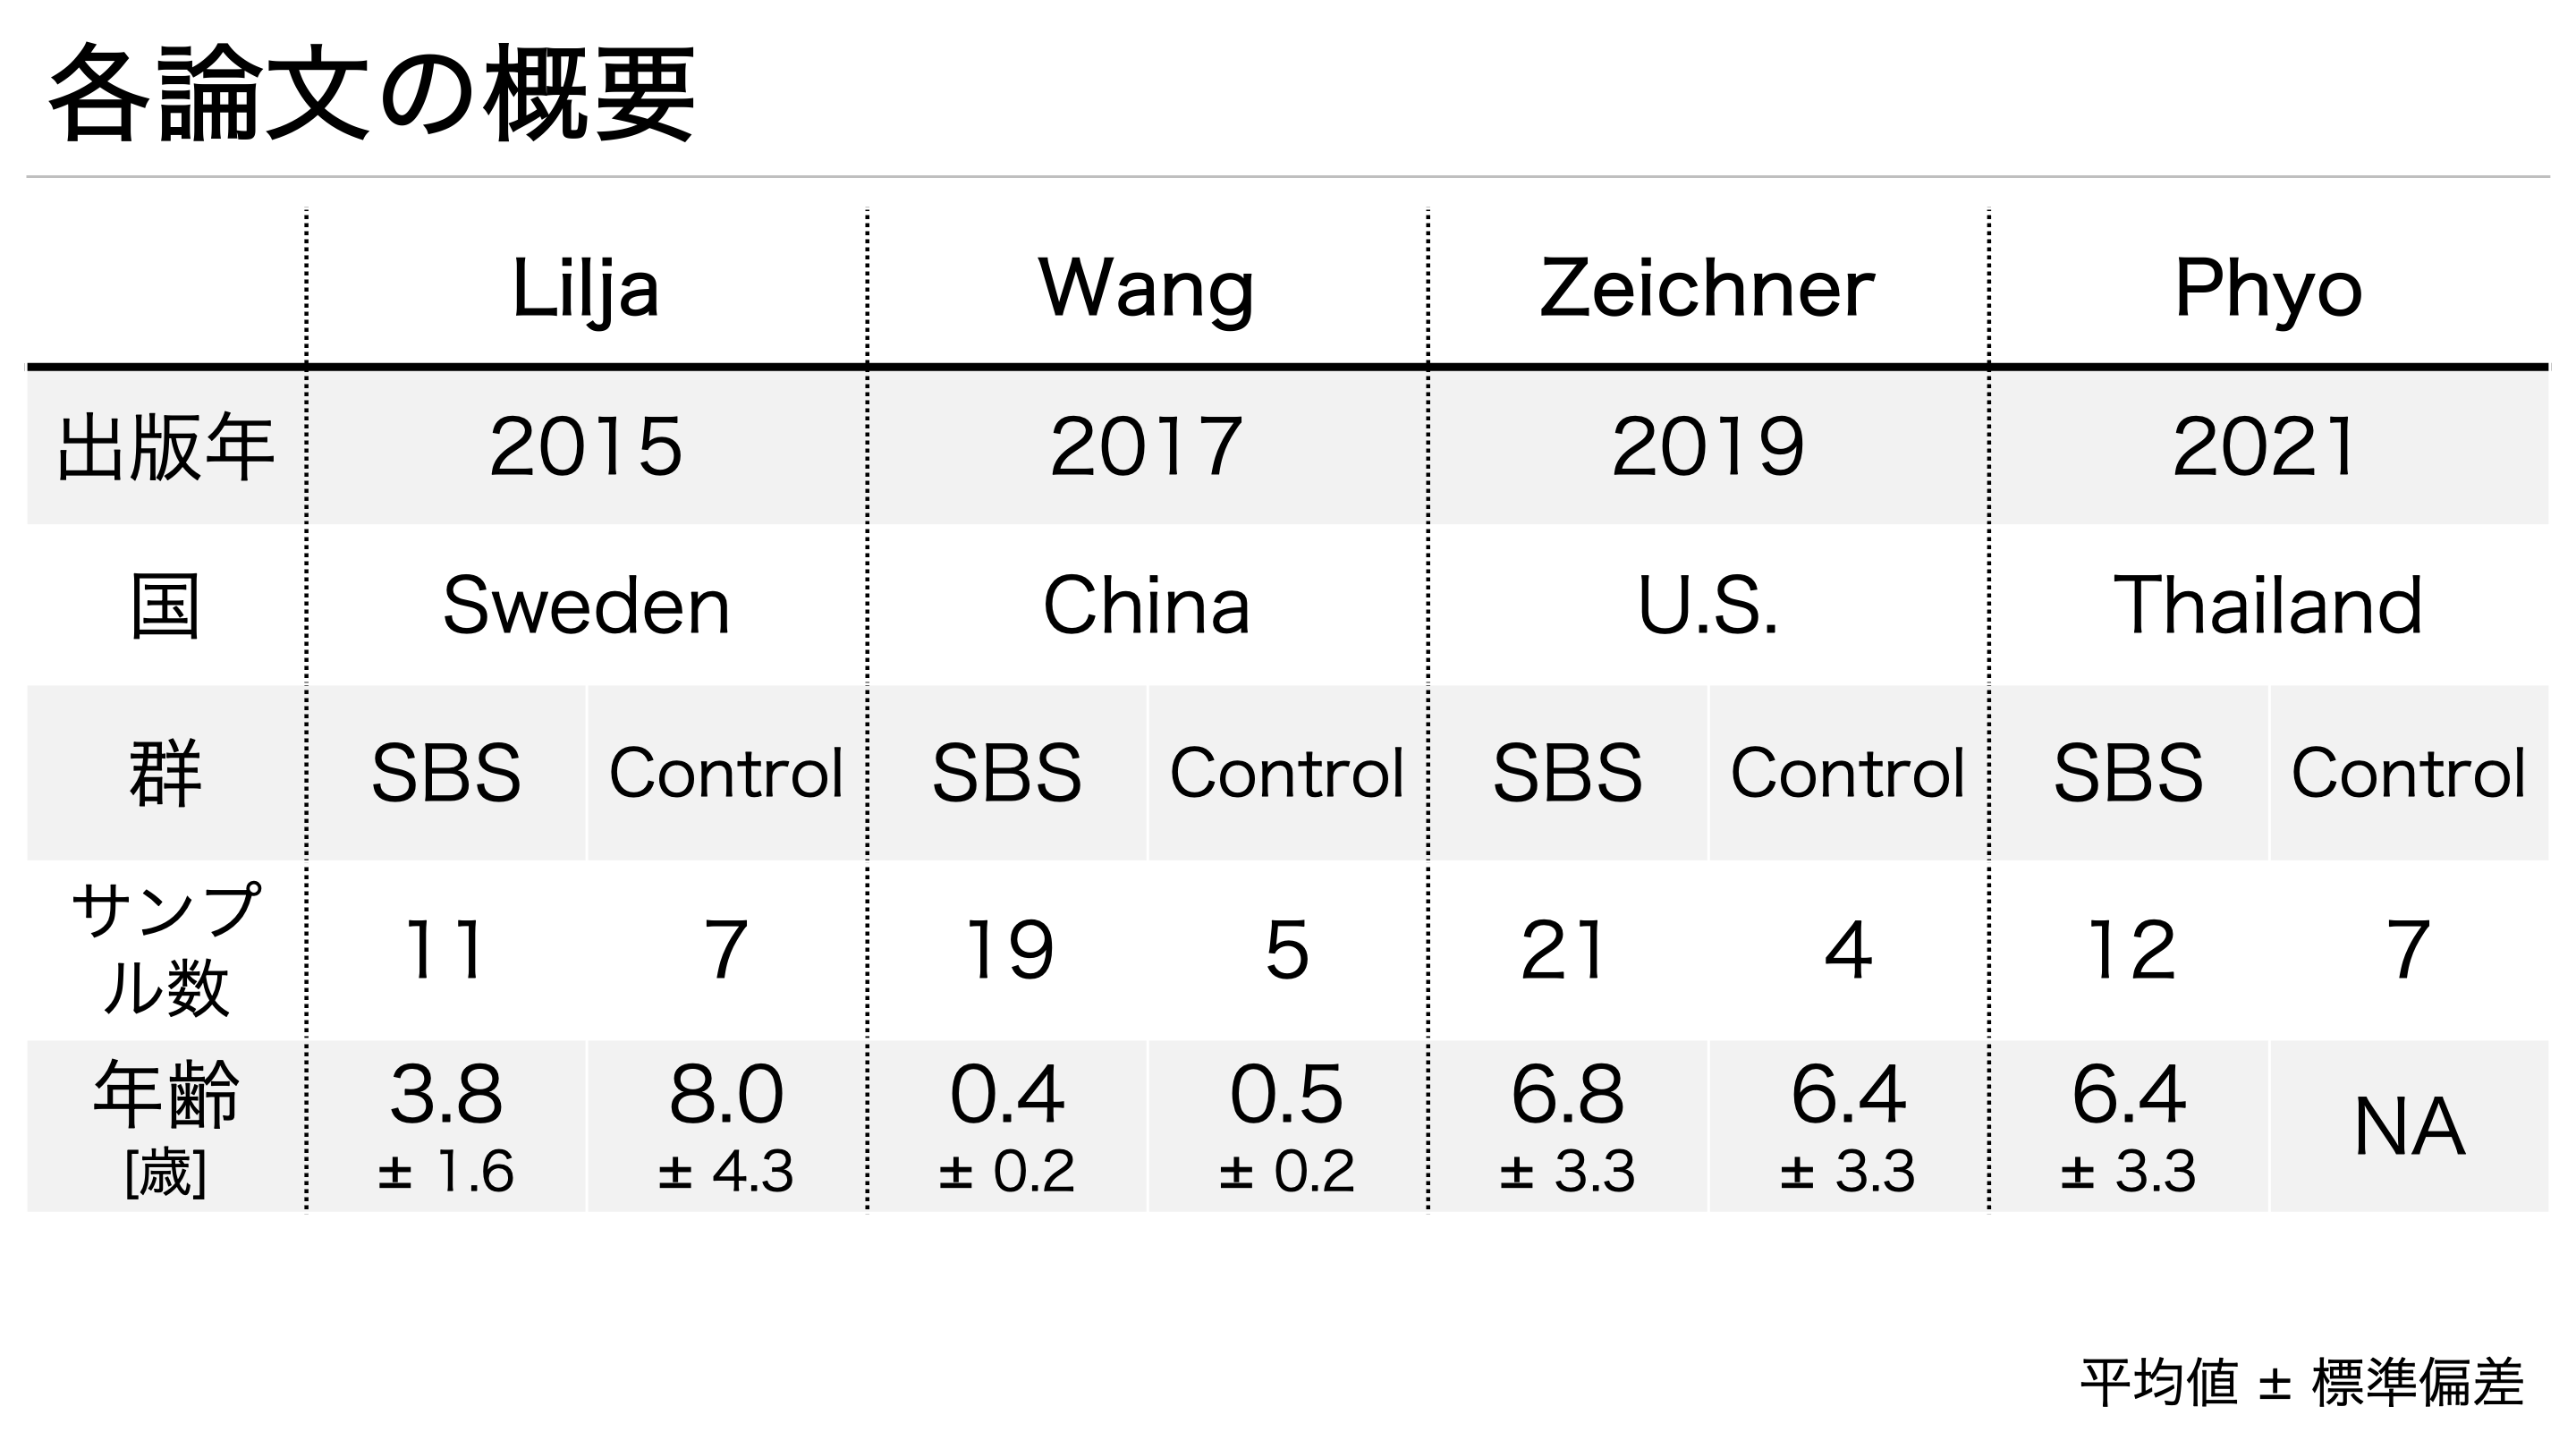 各論文の概要
Lilja Wang Zeichner Phyo
出版年 2015 2017 2019 2021
国 Sweden China U.S. Thailand
群 SBS Control SBS Control SBS Control SBS Control
サンプ
ル数 11 7 19 5 21 4 12 7
年齢 3.8 8.0 0.4 0.5 6.8 6.4 6.4 NA
[歳] ± 1.6 ± 4.3 ± 0.2 ± 0.2 ± 3.3 ± 3.3 ± 3.3
平均値 ± 標準偏差